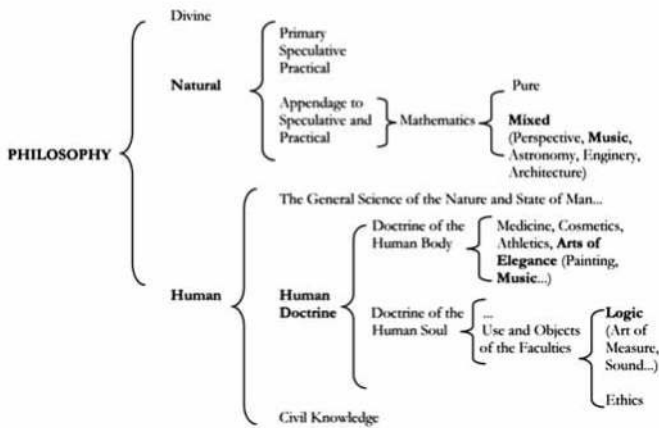 PHILOSOPHY
Divine
Natural
Primary
Speculative
Practical
Appendage to
Speculative and
Practical
Mathematics
Pure
Mixed
(Perspective, Music,
Astronomy, Enginery,
Architecture)
Human
The General Science of the Nature and State of Man...
Human
Doctrine
Doctrine of the
Human Body
Medicine, Cosmetics,
Athletics, Arts of
Elegance (Painting,
Music...)
Doctrine of the
Human Soul
...
Use and Objects
of the Faculties
Logic
(Art of
Measure,
Sound...)
Ethics
Civil Knowledge